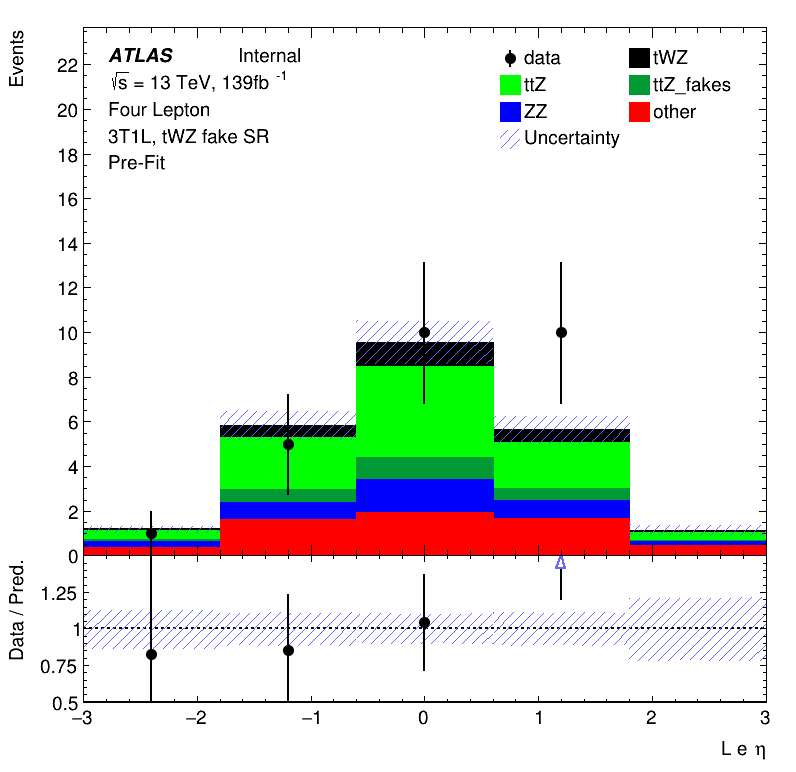 Events
ATLAS Internal
√s = 13 TeV, 139fb -1
Four Lepton
3T1L, tWZ fake SR
Pre-Fit
data tWZ
ttZ ttZ_fakes
ZZ other
Uncertainty
22
20
18
16
14
12
10
8
6
4
2
0
Data / Pred.
1.25
1
0.75
0.5
−3 −2 −1 0 1 2 3
L e η